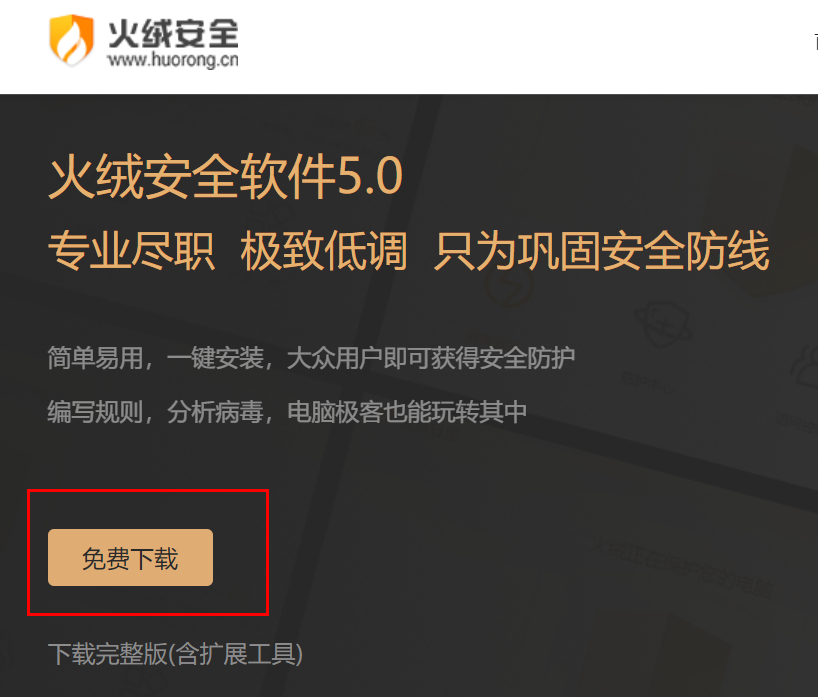 火绒安全
www.huorong.cn
火绒安全软件5.0
专业尽职 极致低调 只为巩固安全防线
简单易用，一键安装，大众用户即可获得安全防护
编写规则，分析病毒，电脑极客也能玩转其中
免费下载
下载完整版(含扩展工具)